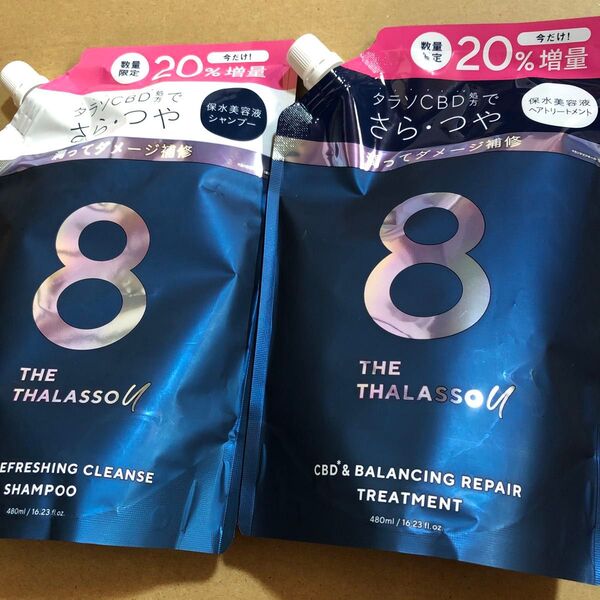 数量
限定
今だけ!
20%増量
タラソCBD処方で
さら・つや
保水美容液
シャンプー
潤ってダメージ補修
8
THE
THALASSO u
EFRESHING CLEANSE
SHAMPOO
480ml / 16.23 fl.oz.
数量
限定
今だけ!
20%増量
タラソCBD処方で
さら・つや
保水美容液
ヘアトリートメント
潤ってダメージ補修
8
THE
THALASSO u
CBD* & BALANCING REPAIR
TREATMENT
480ml / 16.23 fl.oz.